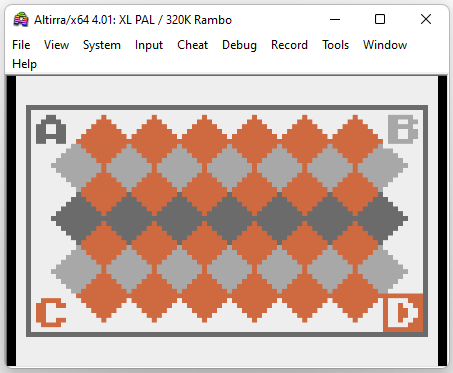 Altirra/x64 4.01: XL PAL / 320K Rambo
File View System Input Cheat Debug Record Tools Window
Help
A B
C D